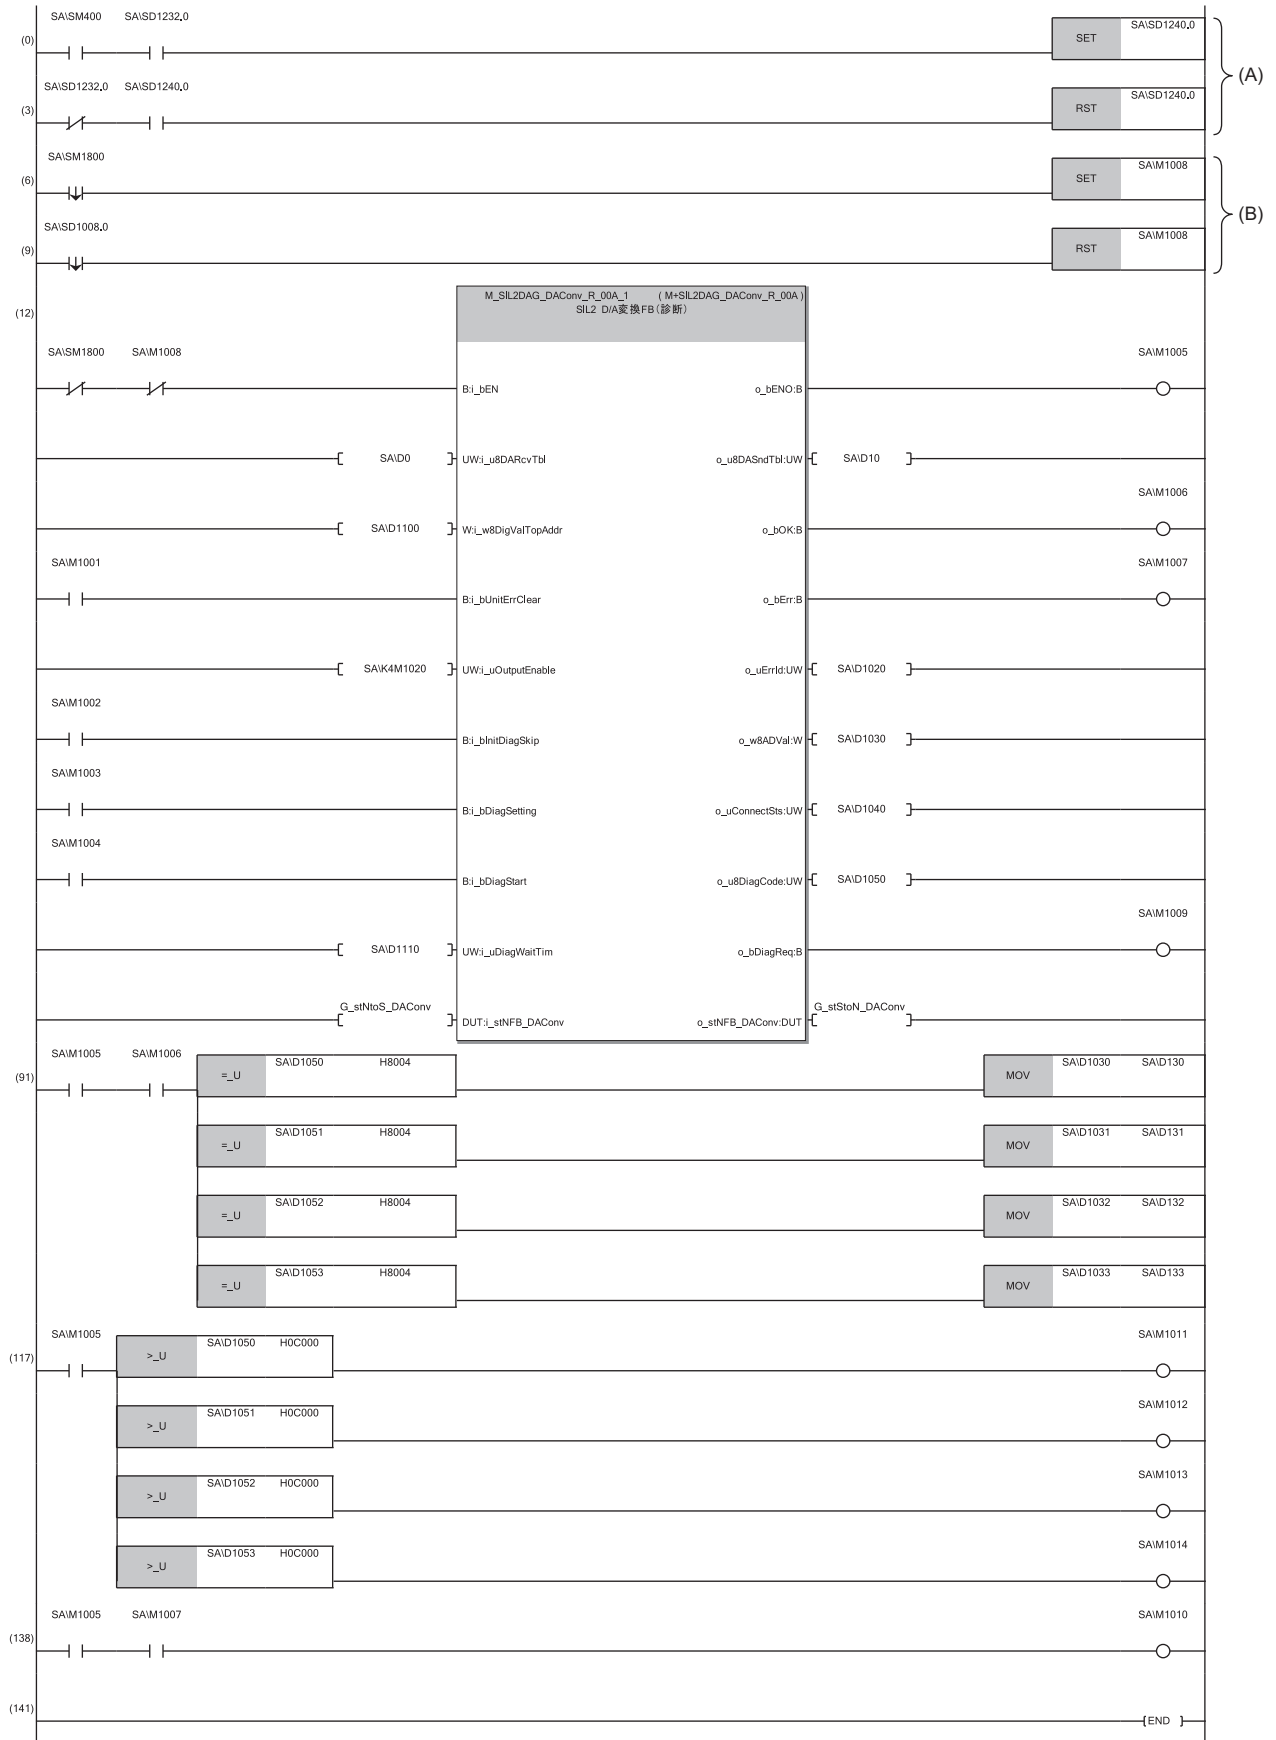 SA\SM400 SA\SD1232.0
(0) SET SA\SD1240.0
(A)
SA\SD1232.0 SA\SD1240.0
(3) RST SA\SD1240.0
SA\SM1800
(6) SET SA\M1008
(B)
SA\SD1008.0
(9) RST SA\M1008
(12) M_SIL2DAG_DAConv_R_00A_1 (M+SIL2DAG_DAConv_R_00A)
SIL2 D/A変換FB(診断)
SA\SM1800 SA\M1008 SA\M1005
B:i_bEN o_bENO:B
SA\D0 UW:i_u8DARcvTbl o_u8DASndTbl:UW SA\D10
SA\M1006
SA\D1100 W:i_w8DigValTopAddr o_bOK:B
SA\M1001 SA\M1007
B:i_bUnitErrClear o_bErr:B
SA\K4M1020 UW:i_uOutputEnable o_uErrId:UW SA\D1020
SA\M1002
B:i_bInitDiagSkip o_w8ADVal:W SA\D1030
SA\M1003
B:i_bDiagSetting o_uConnectSts:UW SA\D1040
SA\M1004
B:i_bDiagStart o_u8DiagCode:UW SA\D1050
SA\M1009
SA\D1110 UW:i_uDiagWaitTim o_bDiagReq:B
G_stNtoS_DAConv DUT:i_stNFB_DAConv o_stNFB_DAConv:DUT G_stStoN_DAConv
SA\M1005 SA\M1006
(91) =_U SA\D1050 H8004 MOV SA\D1030 SA\D130
=_U SA\D1051 H8004 MOV SA\D1031 SA\D131
=_U SA\D1052 H8004 MOV SA\D1032 SA\D132
=_U SA\D1053 H8004 MOV SA\D1033 SA\D133
SA\M1005 SA\M1011
(117) >_U SA\D1050 H0C000
SA\M1012
>_U SA\D1051 H0C000
SA\M1013
>_U SA\D1052 H0C000
SA\M1014
>_U SA\D1053 H0C000
SA\M1005 SA\M1007 SA\M1010
(138)
(141) END